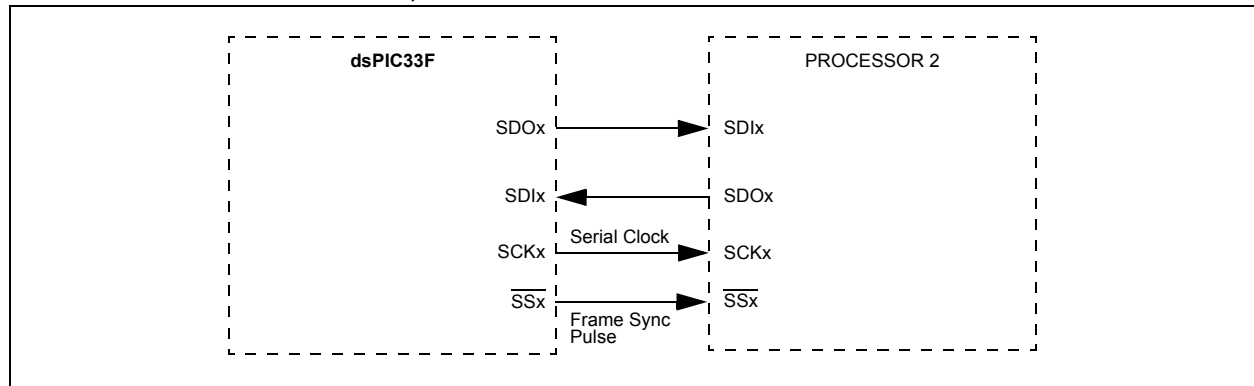 dsPIC33F
PROCESSOR 2
SDOx
SDIx
SDIx
SDOx
SCKx
Serial Clock
SCKx
SSx
Frame Sync
Pulse
SSx